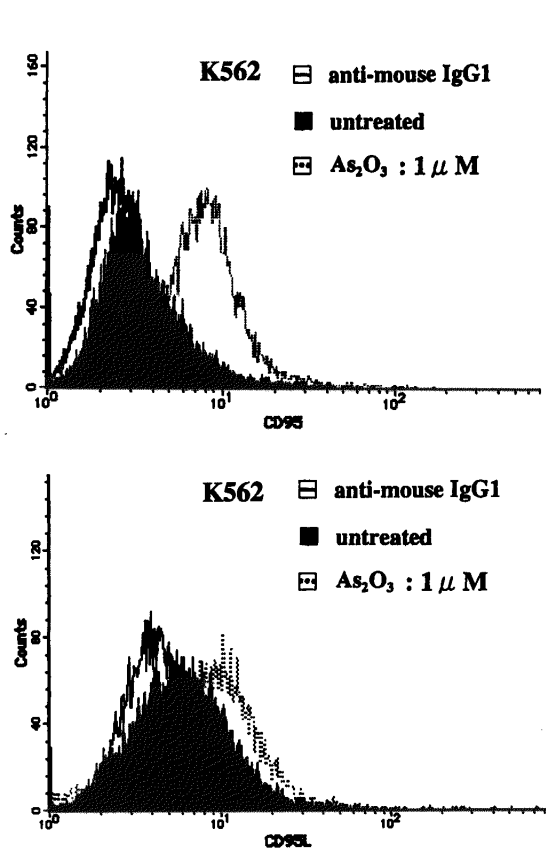 K562
anti-mouse IgG1
untreated
As₂O₃ : 1 μ M
160
120
80
40
0
Counts
10⁰ 10¹ 10²
CD95
K562
anti-mouse IgG1
untreated
As₂O₃ : 1 μ M
120
80
40
0
Counts
10⁰ 10¹ 10²
CD95L